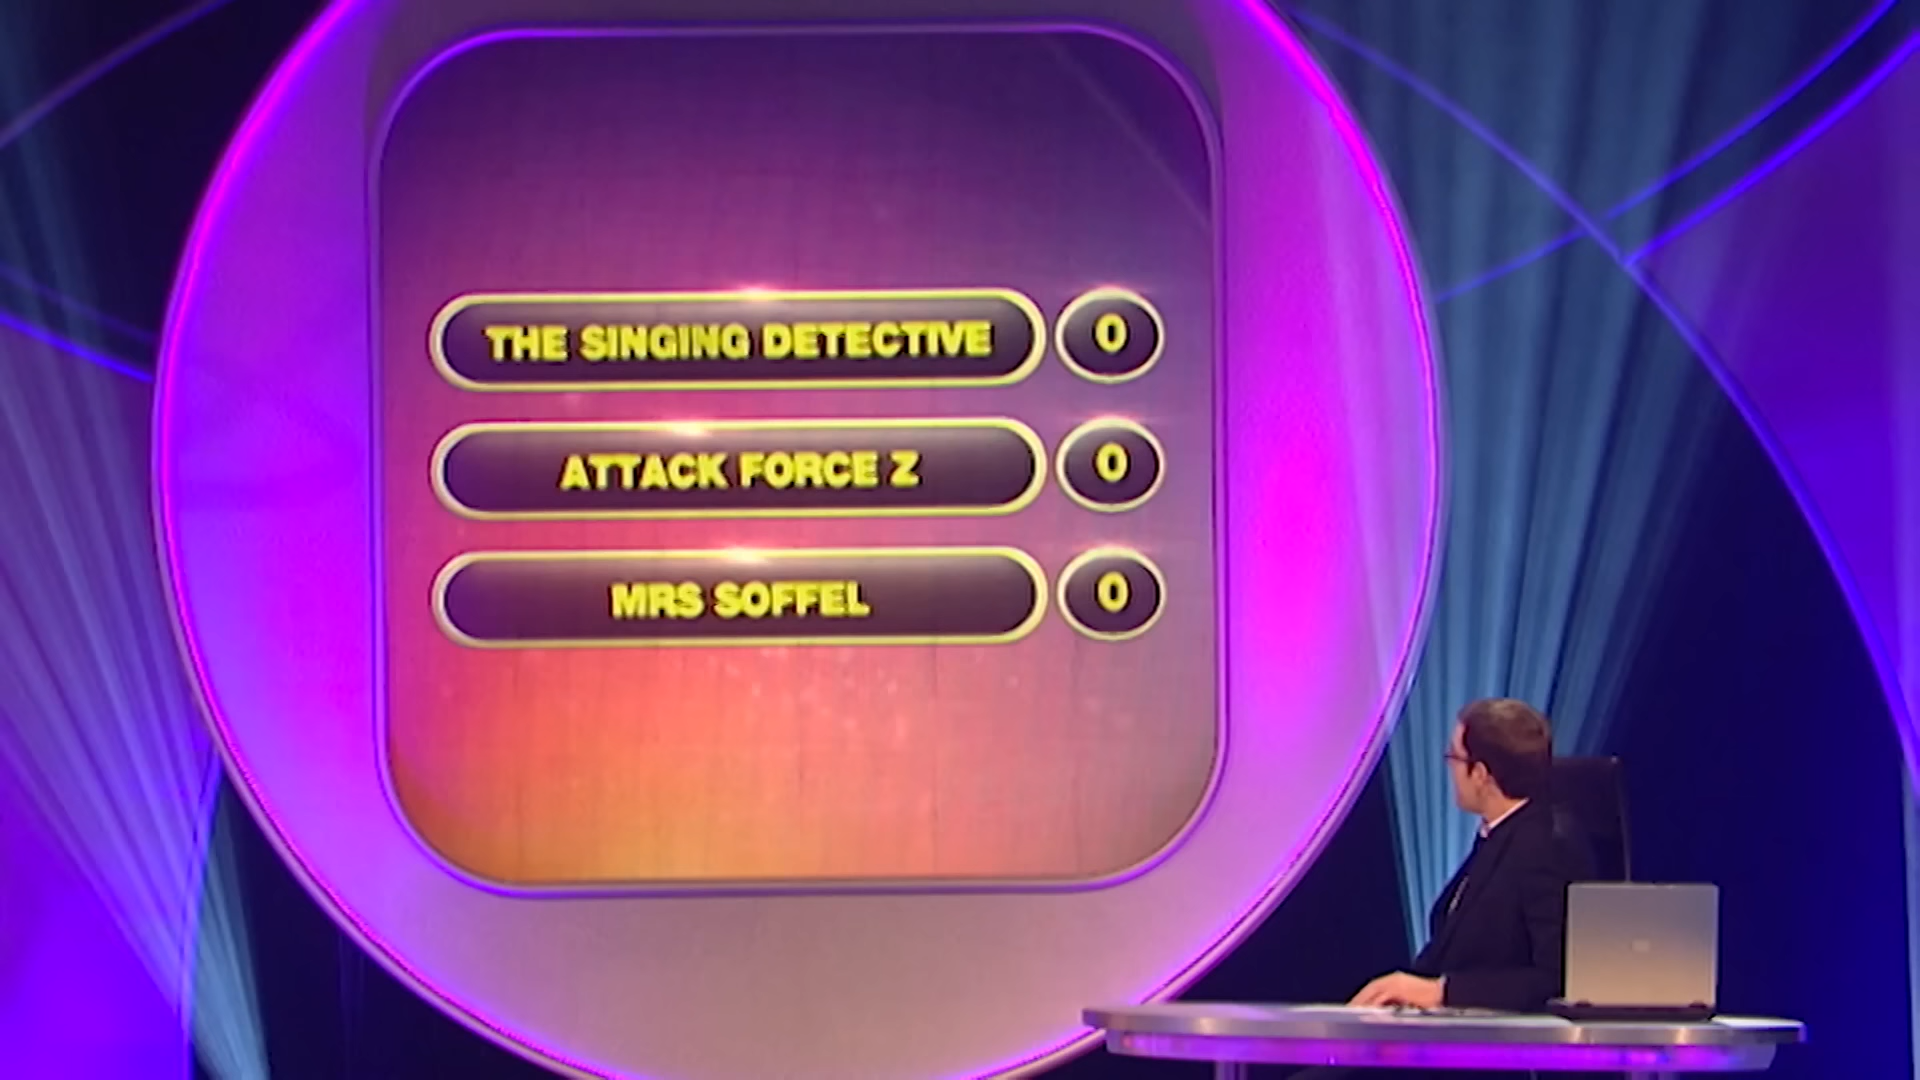 THE SINGING DETECTIVE 0
ATTACK FORCE Z 0
MRS SOFFEL 0